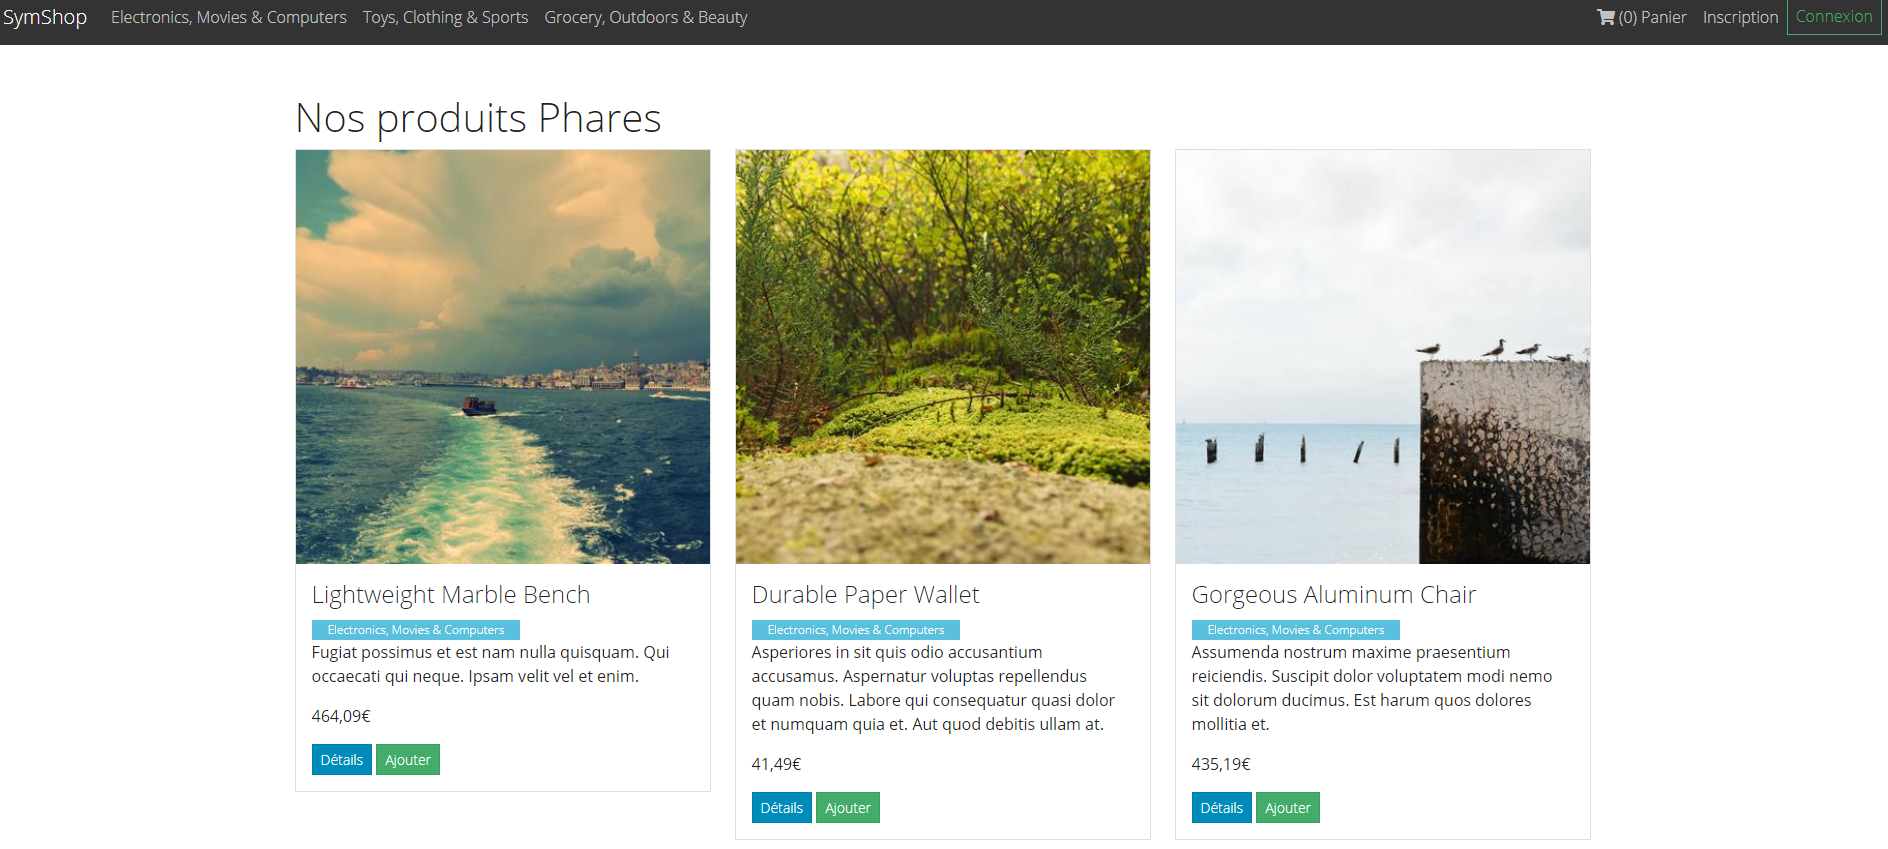 SymShop Electronics, Movies & Computers Toys, Clothing & Sports Grocery, Outdoors & Beauty (0) Panier Inscription Connexion
Nos produits Phares
Lightweight Marble Bench
Electronics, Movies & Computers
Fugiat possimus et est nam nulla quisquam. Qui
occaecati qui neque. Ipsam velit vel et enim.
464,09€
Détails Ajouter
Durable Paper Wallet
Electronics, Movies & Computers
Asperiores in sit quis odio accusantium
accusamus. Aspernatur voluptas repellendus
quam nobis. Labore qui consequatur quasi dolor
et numquam quia et. Aut quod debitis ullam at.
41,49€
Détails Ajouter
Gorgeous Aluminum Chair
Electronics, Movies & Computers
Assumenda nostrum maxime praesentium
reiciendis. Suscipit dolor voluptatem modi nemo
sit dolorum ducimus. Est harum quos dolores
mollitia et.
435,19€
Détails Ajouter